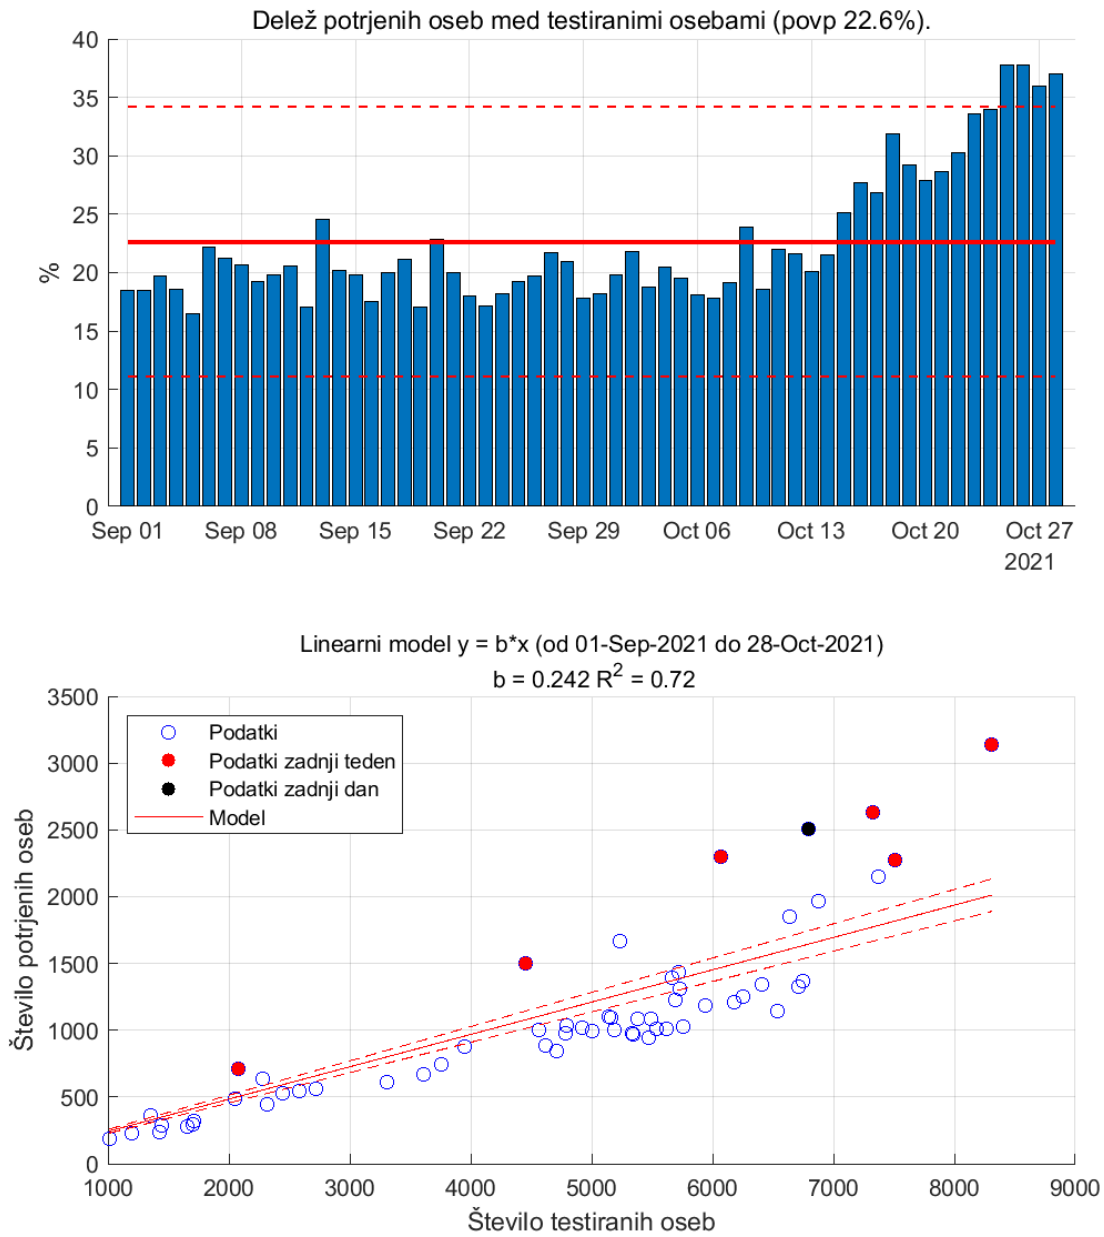 Delež potrjenih oseb med testiranimi osebami (povp 22.6%).
40
35
30
25
20
15
10
5
0
%
Sep 01 Sep 08 Sep 15 Sep 22 Sep 29 Oct 06 Oct 13 Oct 20 Oct 27
2021
Linearni model y = b*x (od 01-Sep-2021 do 28-Oct-2021)
b = 0.242 R² = 0.72
3500
3000
2500
2000
1500
1000
500
0
Število potrjenih oseb
Podatki
Podatki zadnji teden
Podatki zadnji dan
Model
1000 2000 3000 4000 5000 6000 7000 8000 9000
Število testiranih oseb